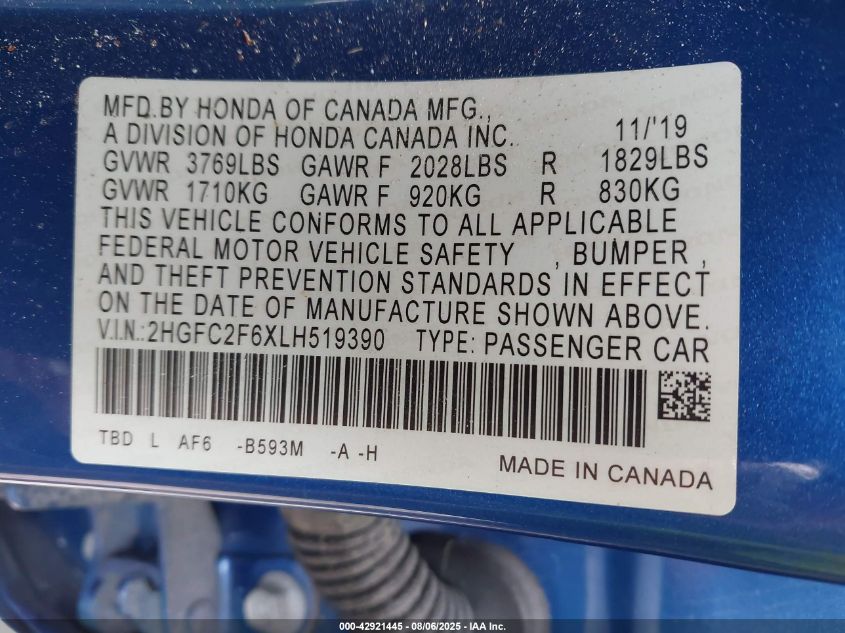 MFD.BY HONDA OF CANADA MFG.,
A DIVISION OF HONDA CANADA INC. 11/'19
GVWR 3769LBS GAWR F 2028LBS R 1829LBS
GVWR 1710KG GAWR F 920KG R 830KG
THIS VEHICLE CONFORMS TO ALL APPLICABLE
FEDERAL MOTOR VEHICLE SAFETY , BUMPER ,
AND THEFT PREVENTION STANDARDS IN EFFECT
ON THE DATE OF MANUFACTURE SHOWN ABOVE.
V.I.N.:2HGFC2F6XLH519390 TYPE: PASSENGER CAR
TBD L AF6 -B593M -A -H
MADE IN CANADA
000-42921445 - 08/06/2025 - IAA Inc.